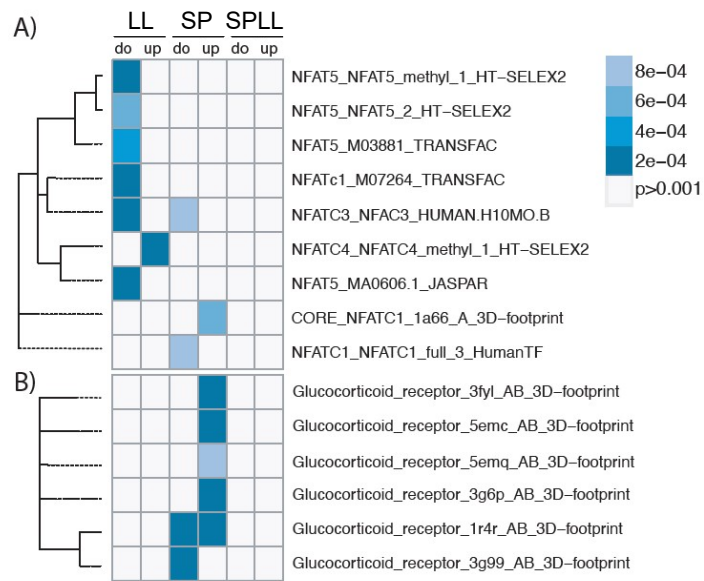 A)
LL SP SPLL
do up do up do up
NFAT5_NFAT5_methyl_1_HT−SELEX2
NFAT5_NFAT5_2_HT−SELEX2
NFAT5_M03881_TRANSFAC
NFATc1_M07264_TRANSFAC
NFATC3_NFAC3_HUMAN.H10MO.B
NFATC4_NFATC4_methyl_1_HT−SELEX2
NFAT5_MA0606.1_JASPAR
CORE_NFATC1_1a66_A_3D−footprint
NFATC1_NFATC1_full_3_HumanTF
8e−04
6e−04
4e−04
2e−04
p>0.001
B)
Glucocorticoid_receptor_3fyl_AB_3D−footprint
Glucocorticoid_receptor_5emc_AB_3D−footprint
Glucocorticoid_receptor_5emq_AB_3D−footprint
Glucocorticoid_receptor_3g6p_AB_3D−footprint
Glucocorticoid_receptor_1r4r_AB_3D−footprint
Glucocorticoid_receptor_3g99_AB_3D−footprint